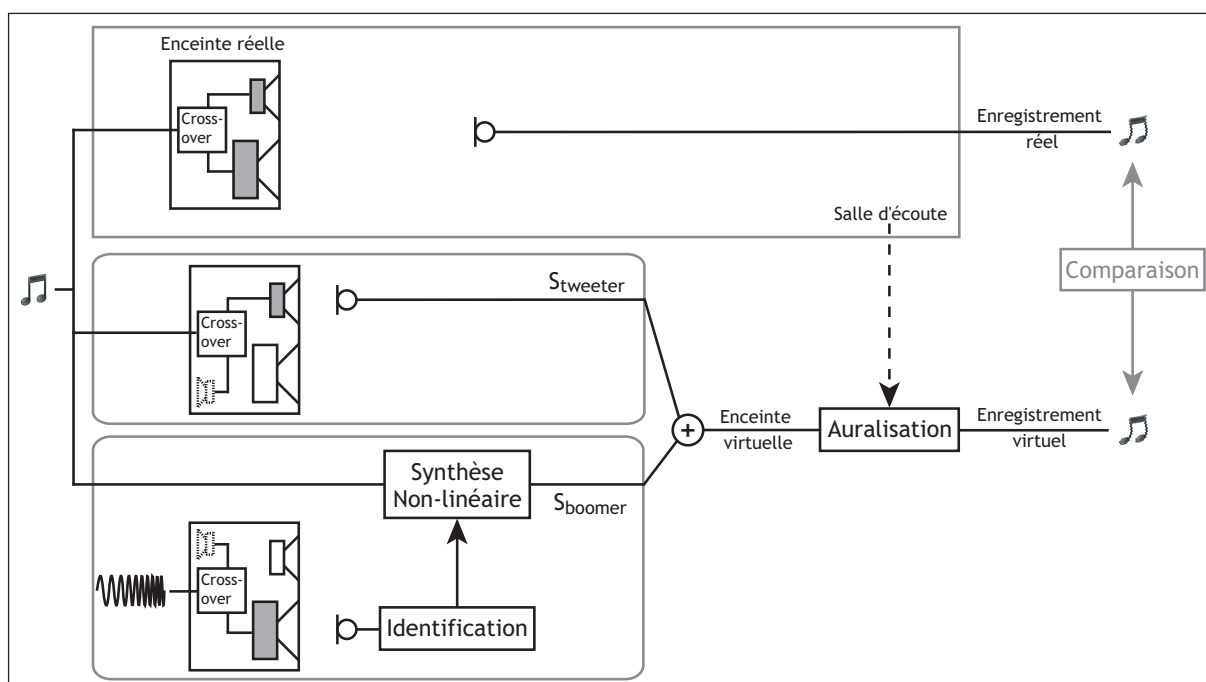 Enceinte réelle
Cross-
over
Enregistrement
réel
Salle d'écoute
Comparaison
Cross-
over
Stweeter
Enceinte
virtuelle
Auralisation
Enregistrement
virtuel
Synthèse
Non-linéaire
Sboomer
Cross-
over
Identification
+